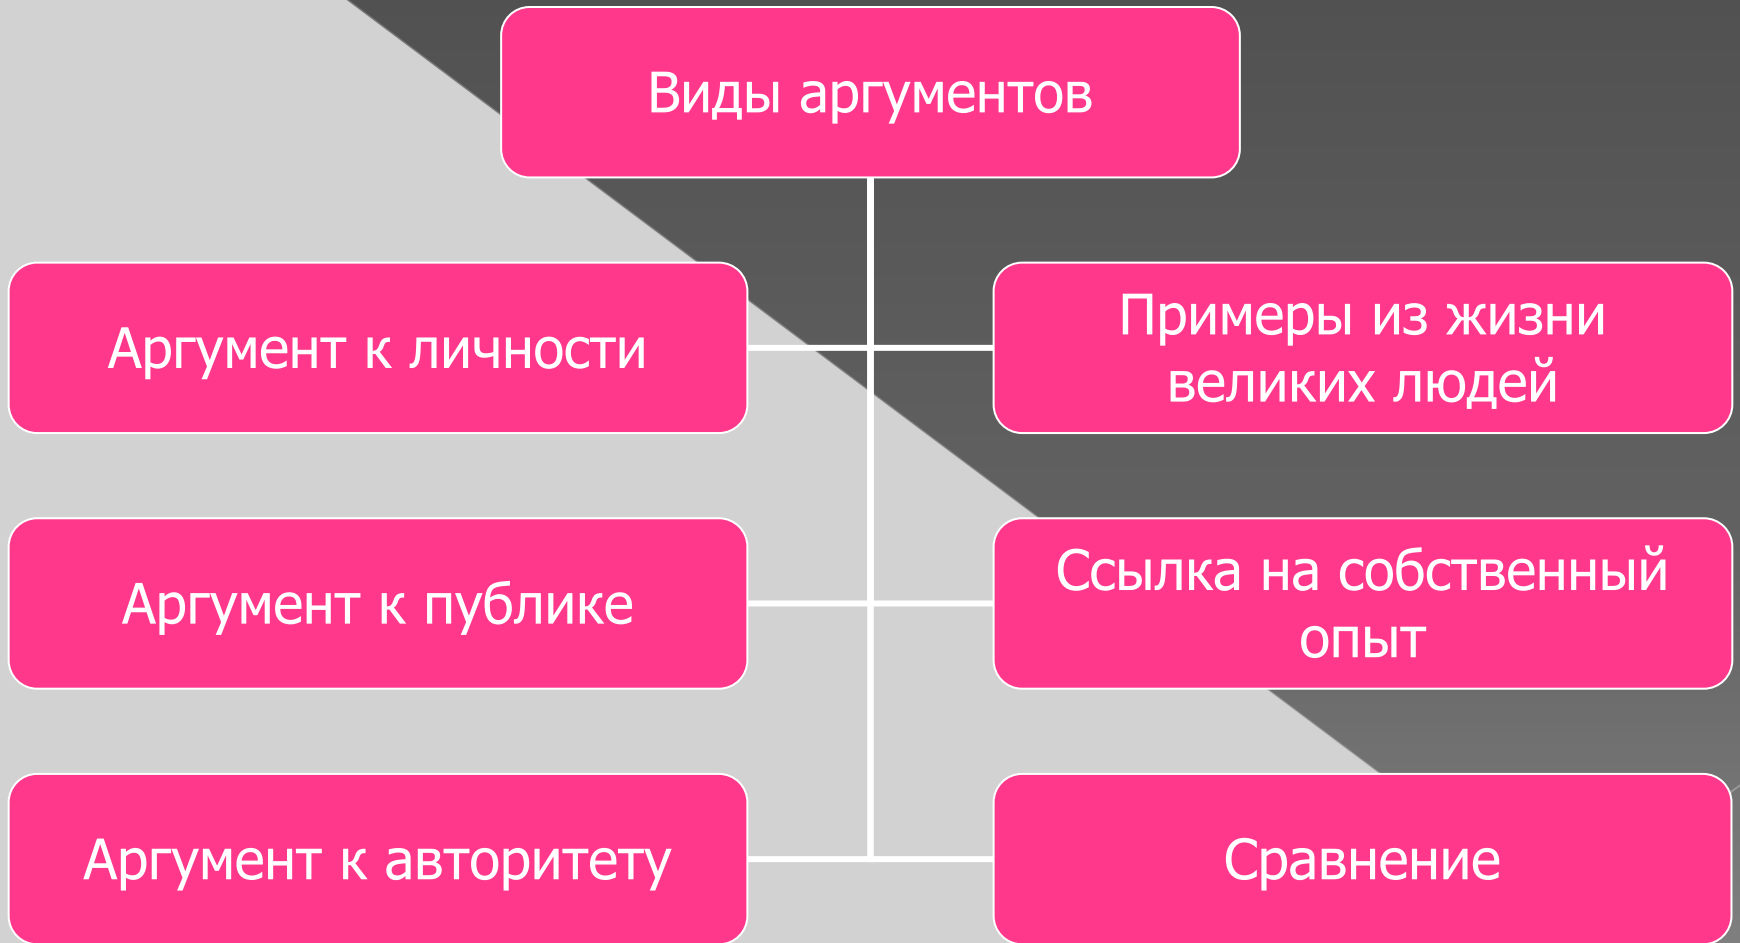 Виды аргументов
Аргумент к личности
Примеры из жизни
великих людей
Аргумент к публике
Ссылка на собственный
опыт
Аргумент к авторитету
Сравнение